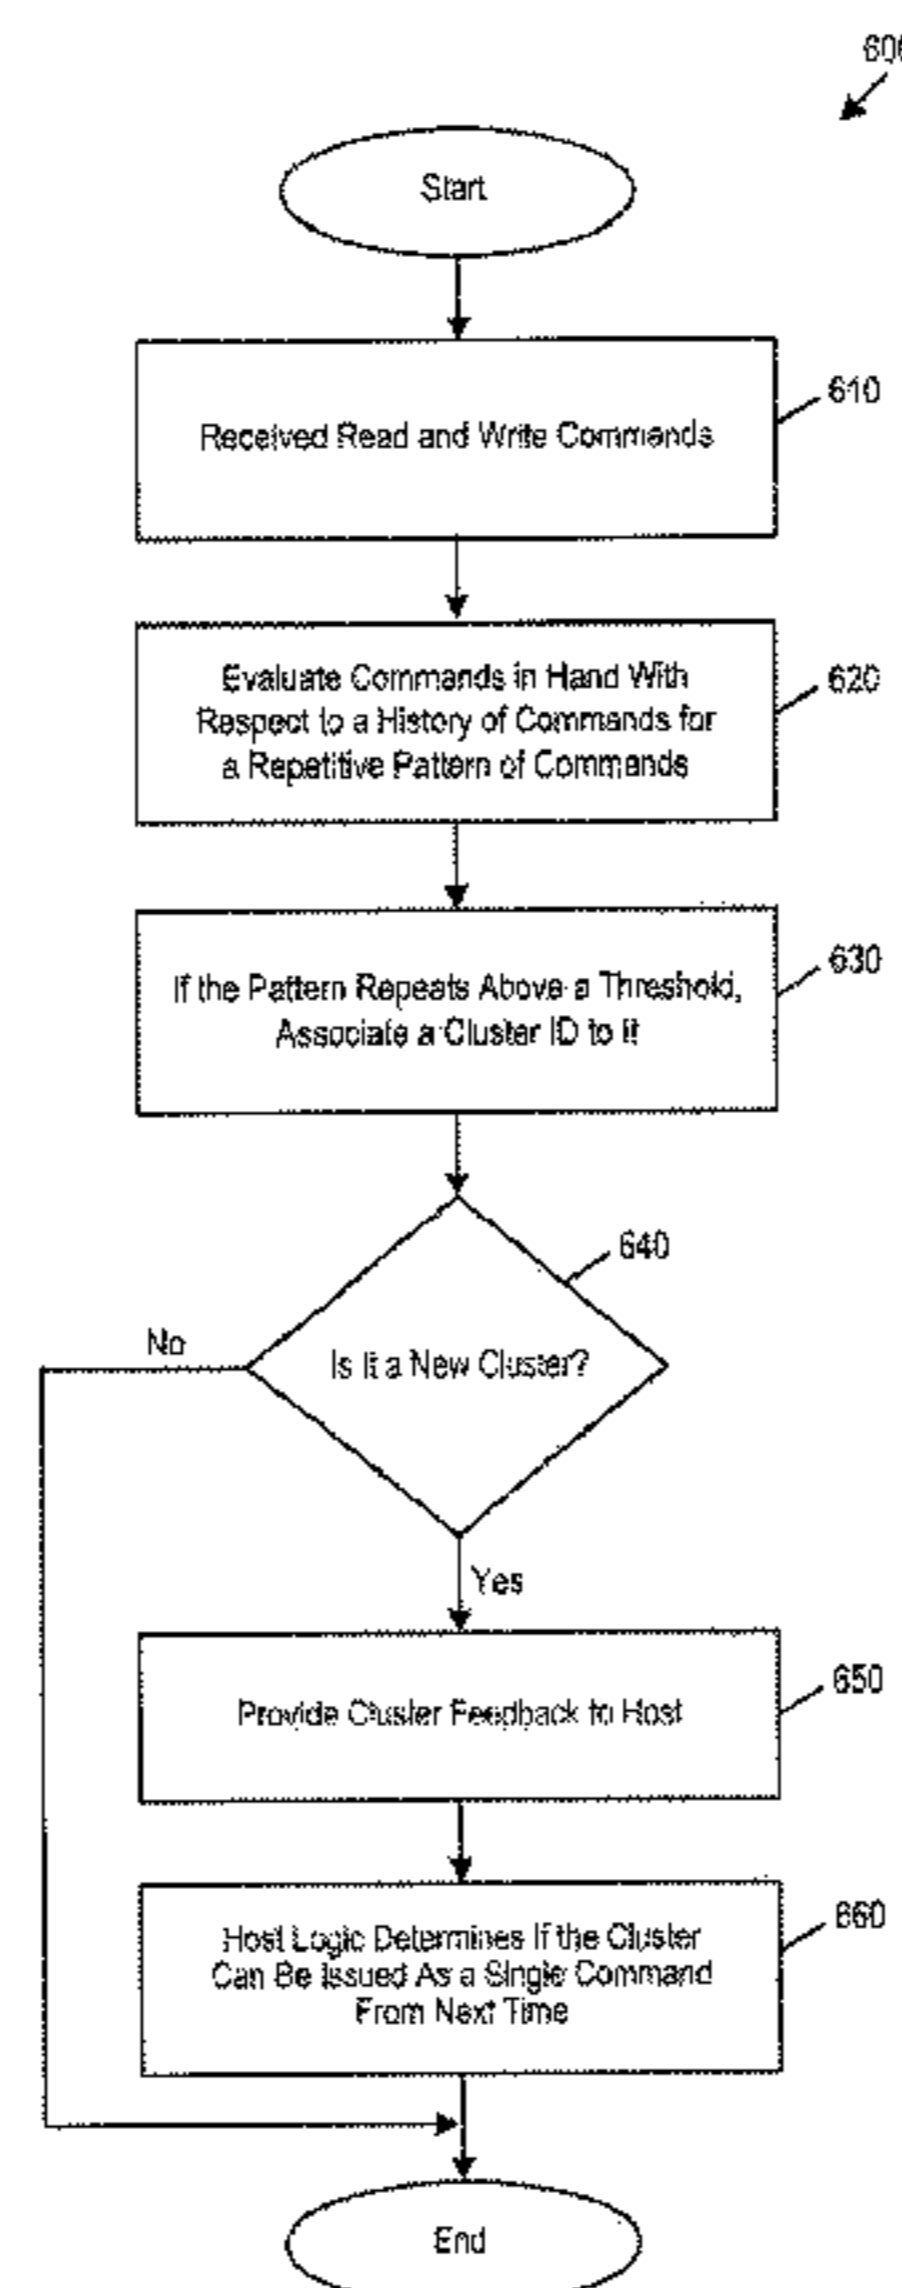 Start
Received Read and Write Commands
610
Evaluate Commands in Hand With
Respect to a History of Commands for
a Repetitive Pattern of Commands
620
If the Pattern Repeats Above a Threshold,
Associate a Cluster ID to it
630
Is it a New Cluster?
640
No
Yes
Provide Cluster Feedback to Host
650
Host Logic Determines If the Cluster
Can Be Issued As a Single Command
From Next Time
660
End